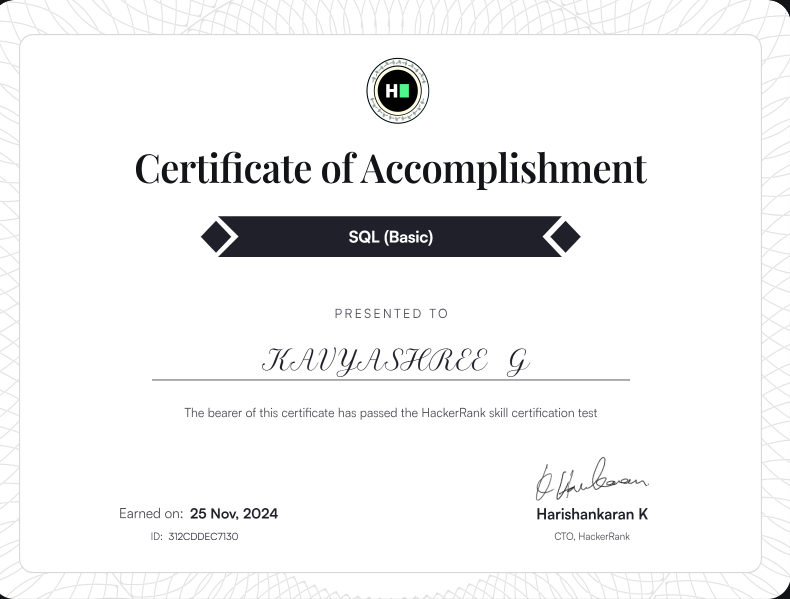 H
Certificate of Accomplishment
SQL (Basic)
PRESENTED TO
KAVYASHREE G
The bearer of this certificate has passed the HackerRank skill certification test
Earned on: 25 Nov, 2024
ID: 312CDDEC7130
Harishankaran K
CTO, HackerRank